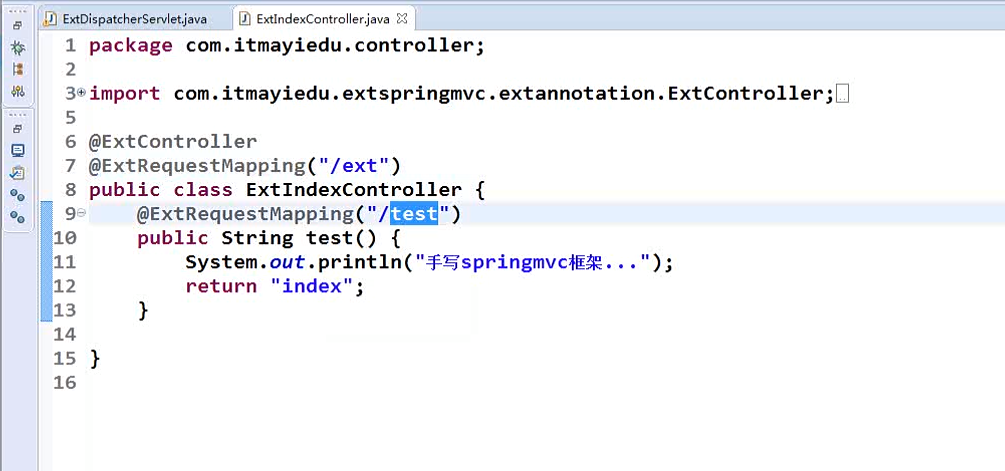 ExtDispatcherServlet.java ExtIndexController.java
1 package com.itmayiedu.controller;
2
3 import com.itmayiedu.extspringmvc.extannotation.ExtController;
5
6 @ExtController
7 @ExtRequestMapping("/ext")
8 public class ExtIndexController {
9 @ExtRequestMapping("/test")
10 public String test() {
11 System.out.println("手写springmvc框架...");
12 return "index";
13 }
14
15 }
16